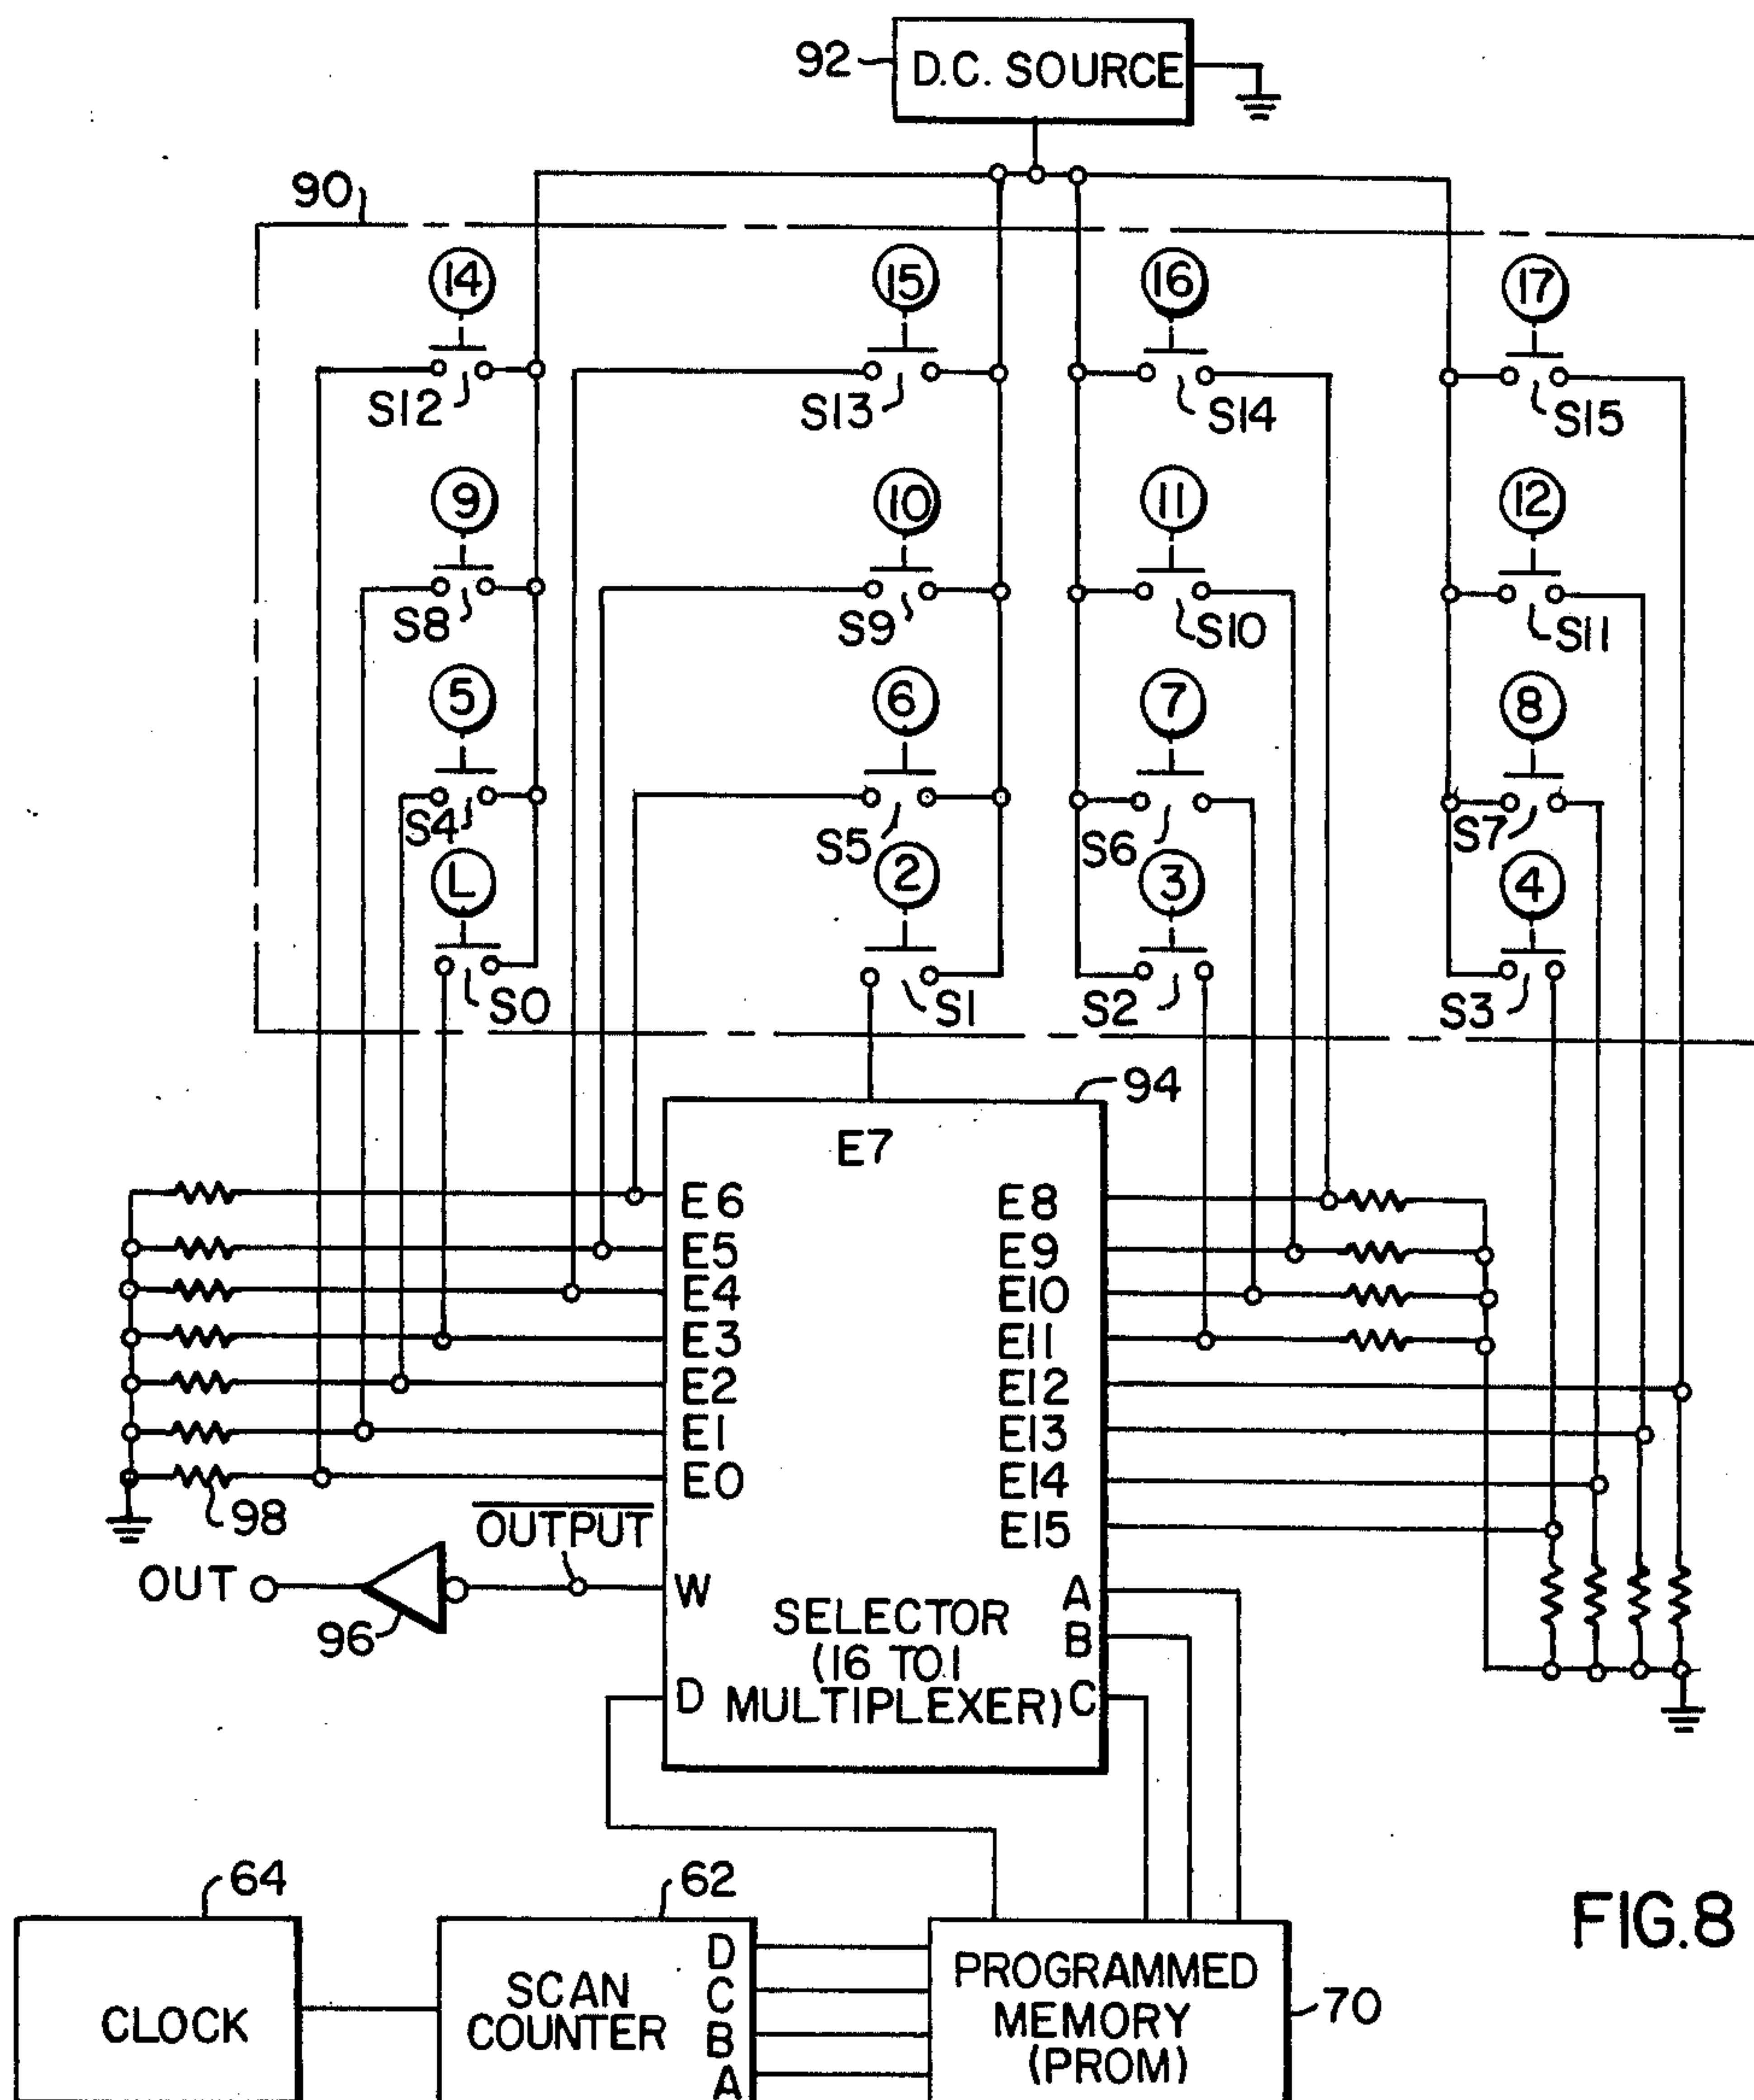 92
D.C. SOURCE
90
14
15
16
17
S12
S13
S14
S15
9
10
11
12
S8
S9
S10
S11
5
6
7
8
S4
S5
S6
S7
L
2
3
4
S0
S1
S2
S3
94
E7
E6
E8
E5
E9
E4
E10
E3
E11
E2
E12
E1
E13
E0
E14
98
OUTPUT
E15
OUT
W
A
96
SELECTOR
B
(16 TO 1
D
MULTIPLEXER)
C
64
62
FIG.8
CLOCK
SCAN
COUNTER
D
C
B
A
PROGRAMMED
MEMORY
(PROM)
70